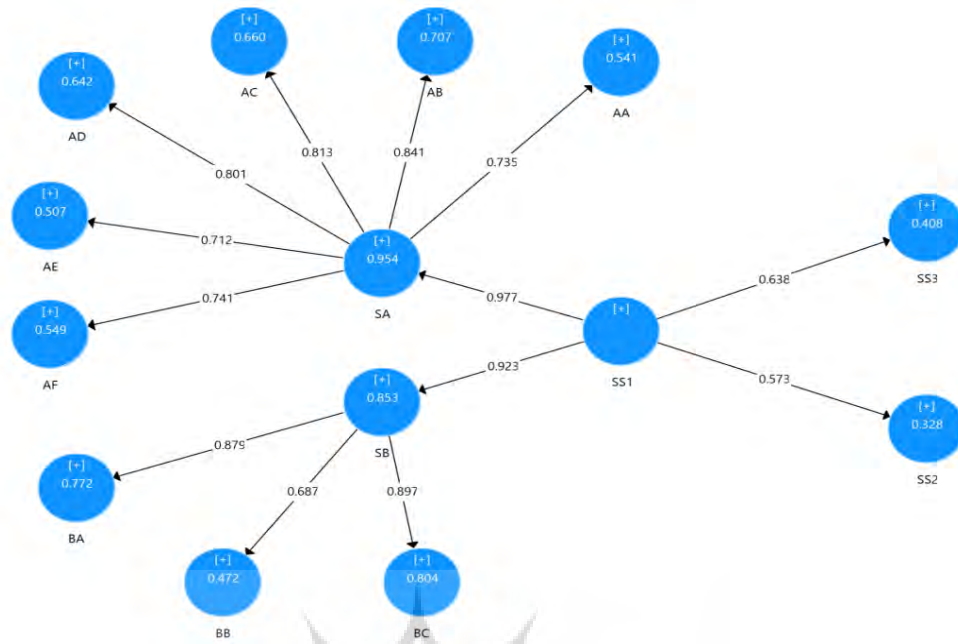 [+]
0.660
AC
[+]
0.707
AB
[+]
0.541
AA
[+]
0.642
AD
0.813
0.841
0.735
0.801
[+]
0.507
AE
0.712
[+]
0.954
SA
[+]
0.408
SS3
0.638
0.977
[+]
0.549
AF
0.741
[+]
SS1
0.923
0.573
[+]
0.853
SB
[+]
0.328
SS2
0.879
[+]
0.772
BA
0.687
0.897
[+]
0.472
BB
[+]
0.804
BC